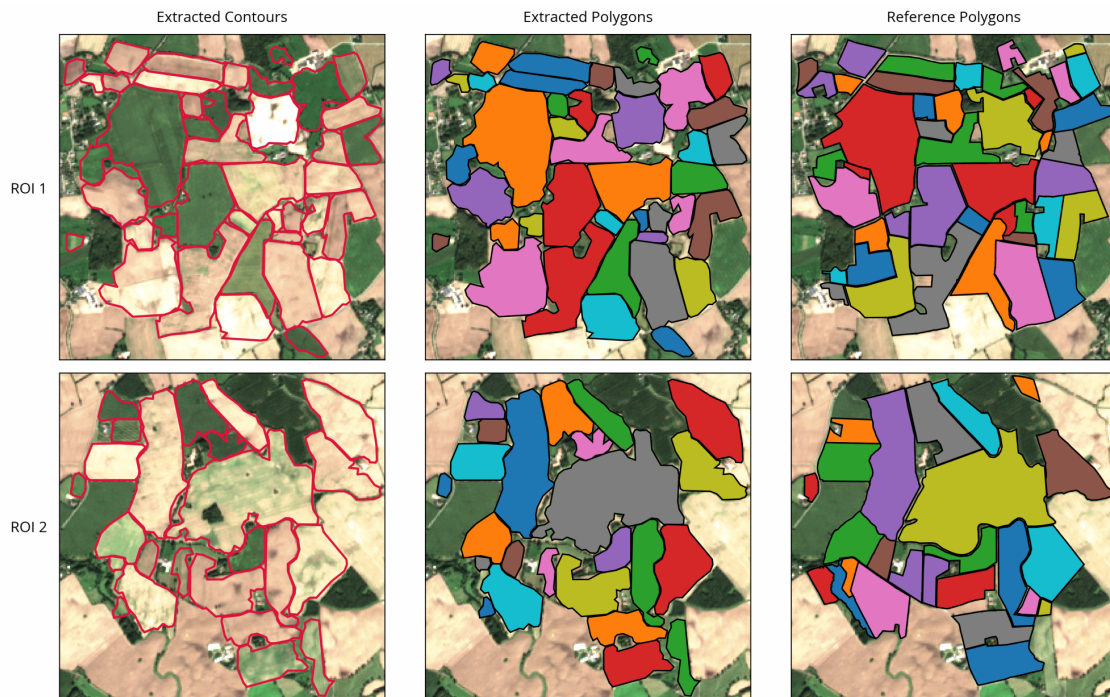 Extracted Contours
Extracted Polygons
Reference Polygons
ROI 1
ROI 2